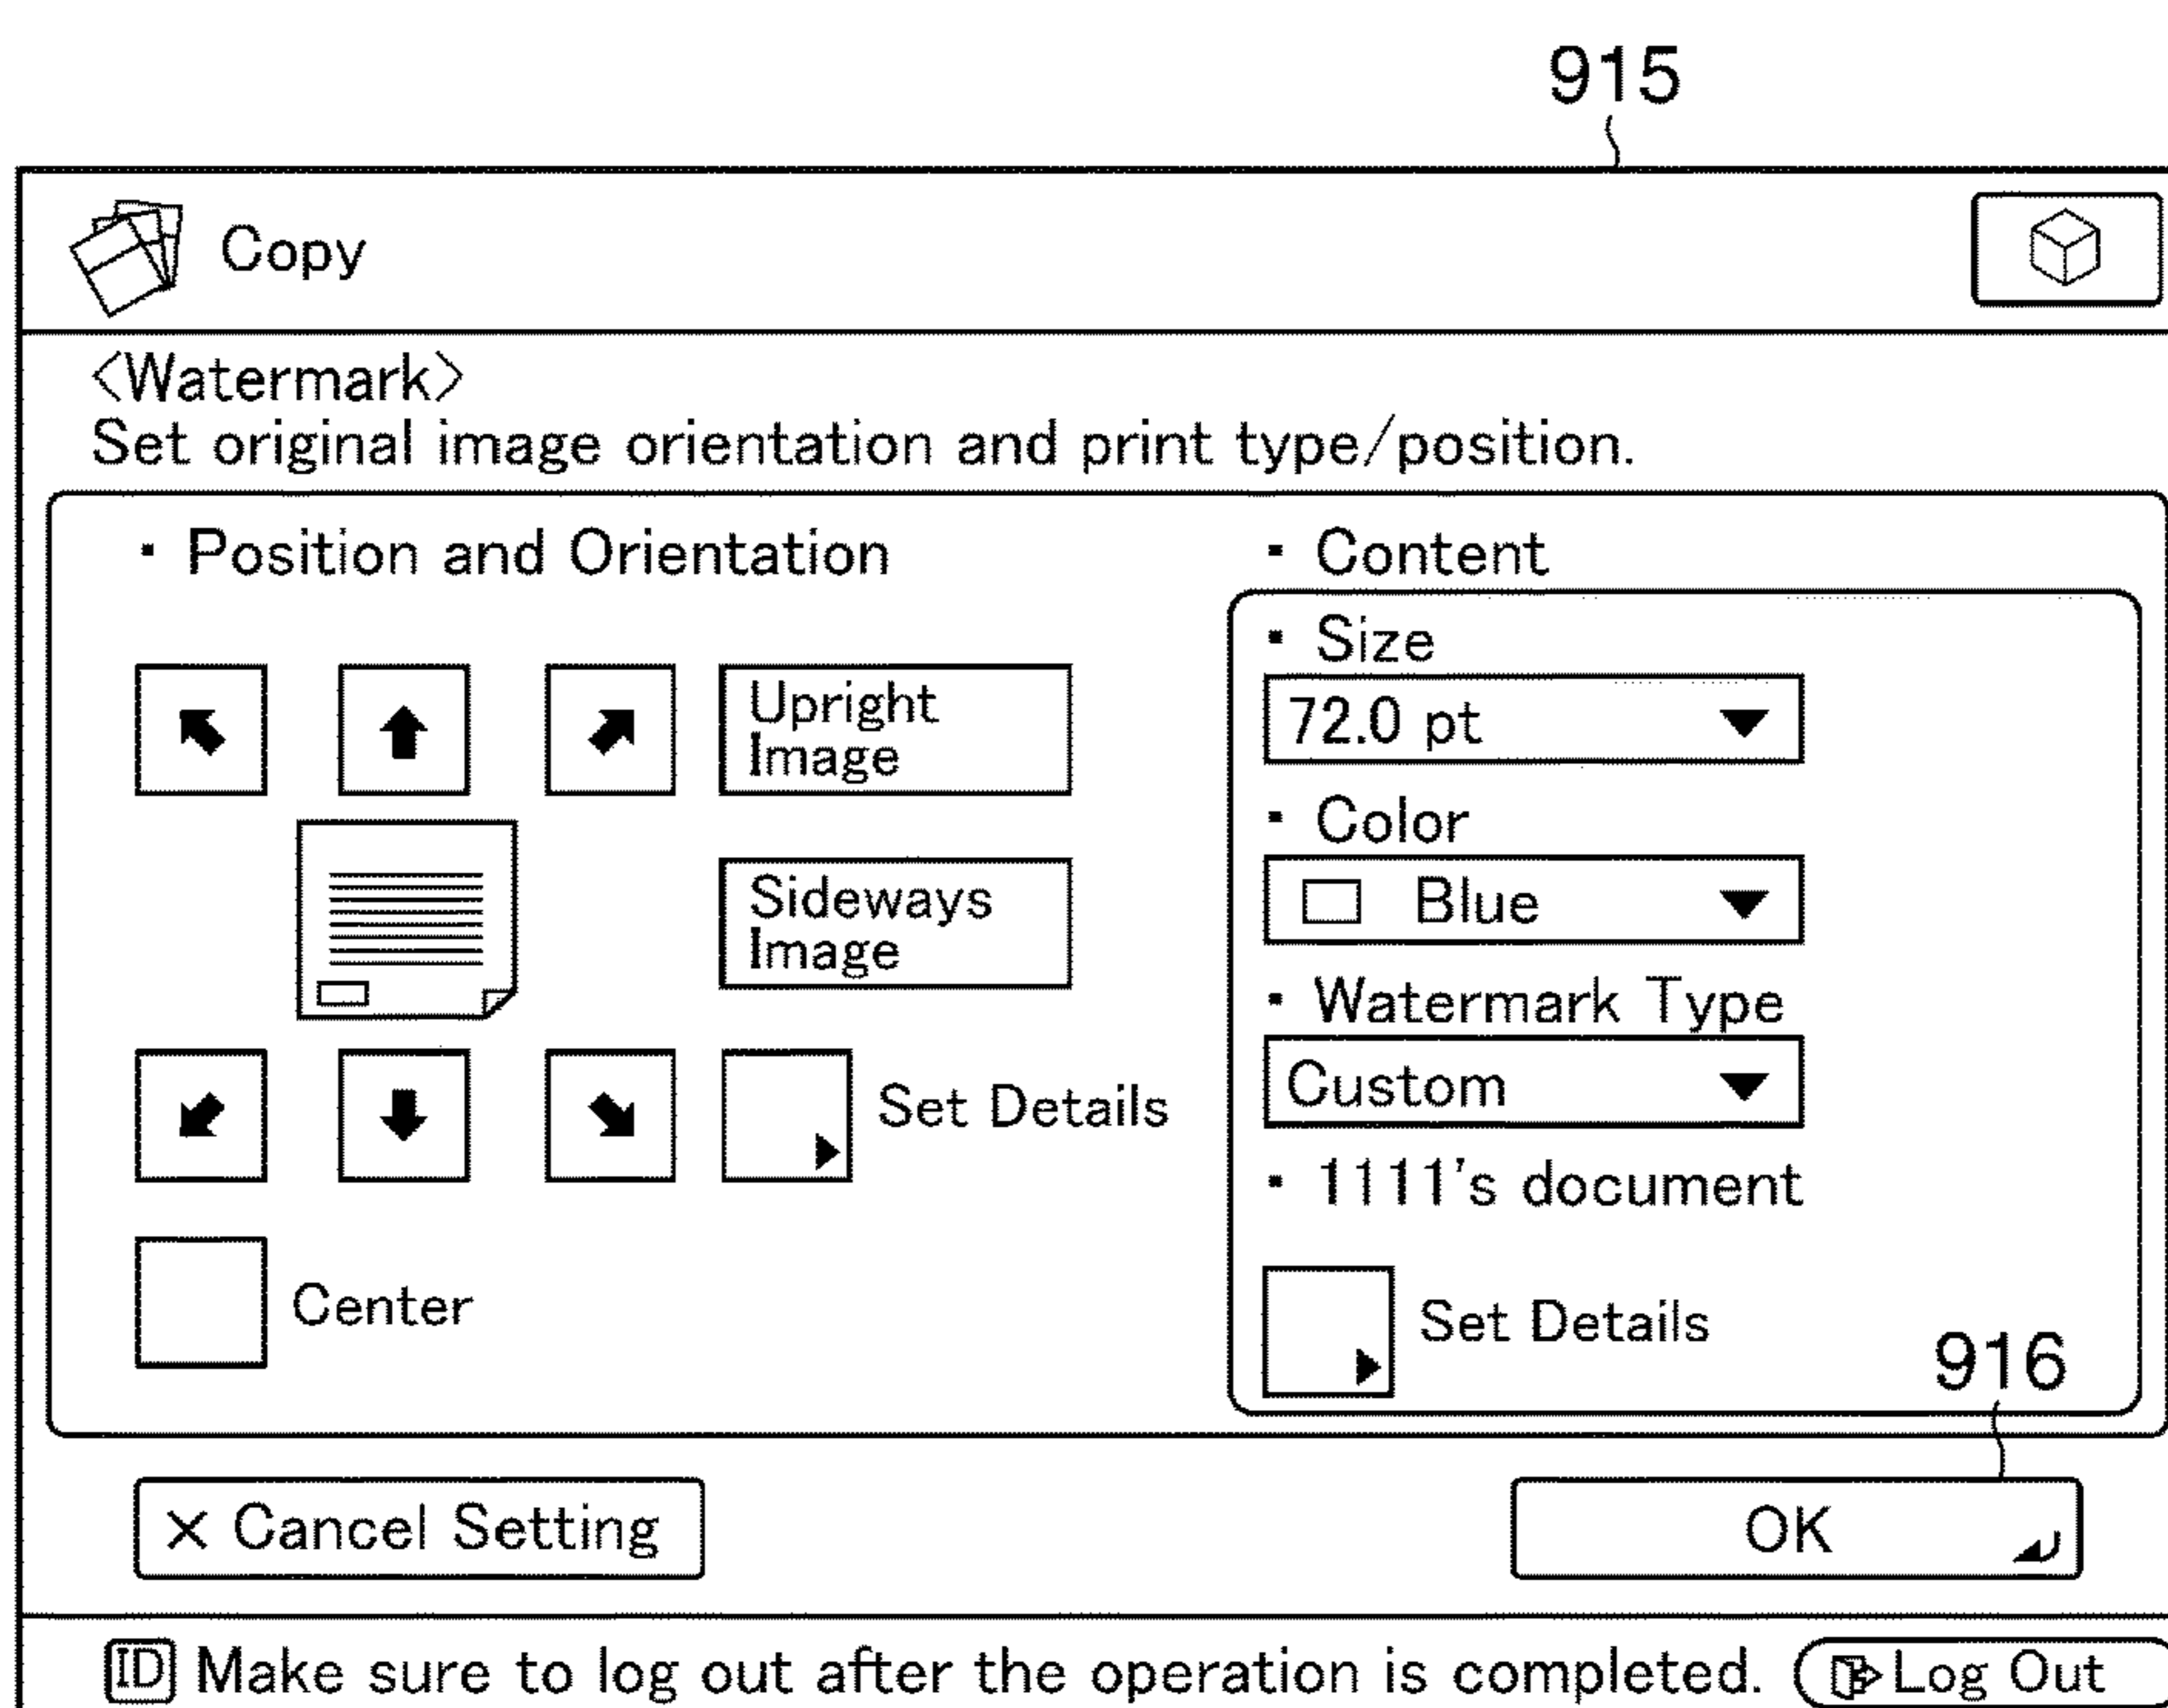 915
Copy
<Watermark>
Set original image orientation and print type/position.
· Position and Orientation
Upright
Image
Sideways
Image
Set Details
Center
· Content
· Size
72.0 pt
· Color
Blue
· Watermark Type
Custom
· 1111's document
Set Details
916
× Cancel Setting
OK
ID Make sure to log out after the operation is completed. Log Out